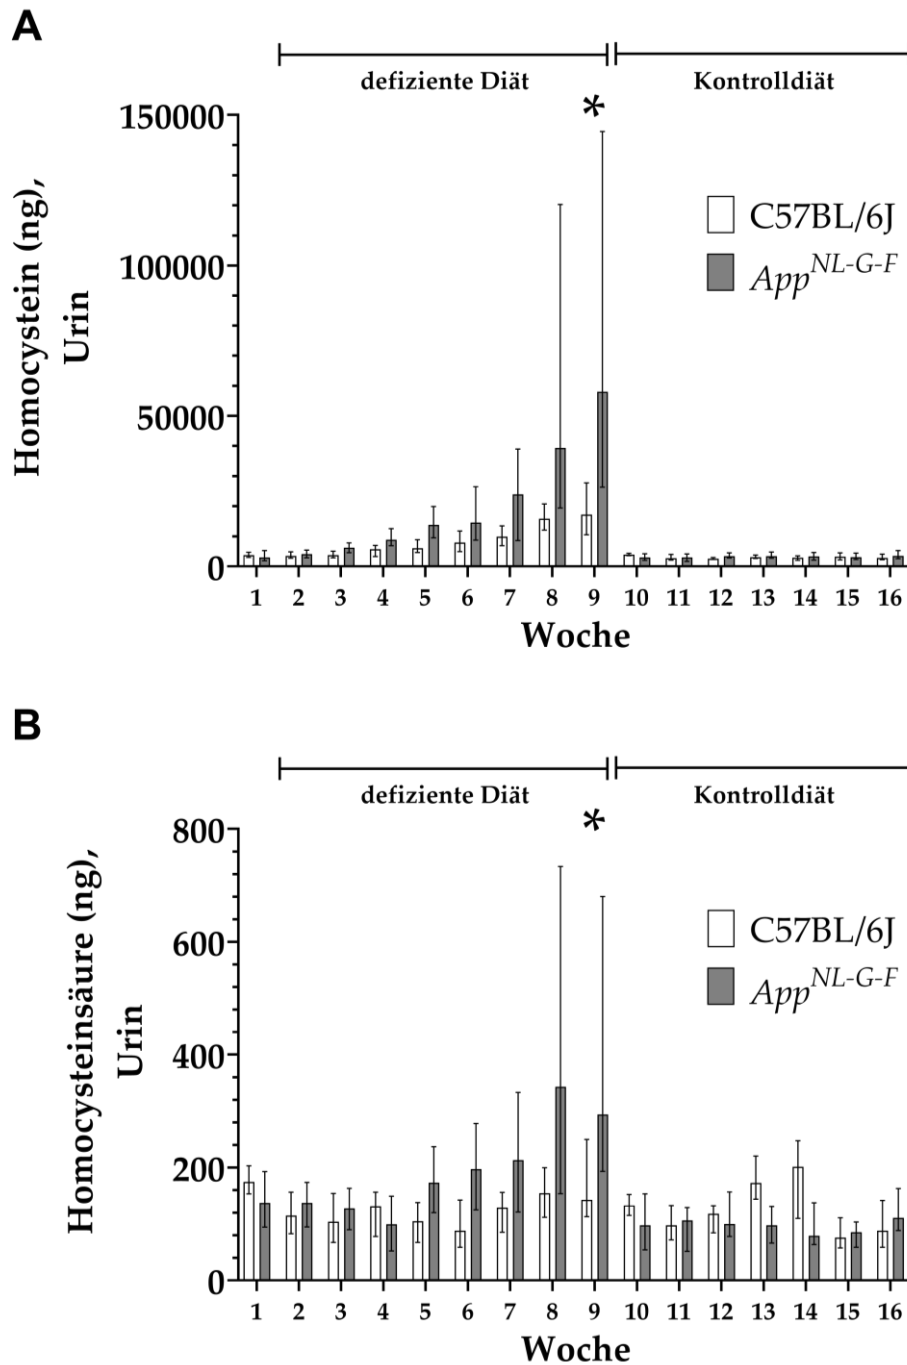 A
defiziente Diät Kontrolldiät
*
150000
100000
50000
0
Homocystein (ng),
Urin
C57BL/6J
App^NL-G-F
1 2 3 4 5 6 7 8 9 10 11 12 13 14 15 16
Woche
B
defiziente Diät Kontrolldiät
*
800
600
400
200
0
Homocysteinsäure (ng),
Urin
C57BL/6J
App^NL-G-F
1 2 3 4 5 6 7 8 9 10 11 12 13 14 15 16
Woche